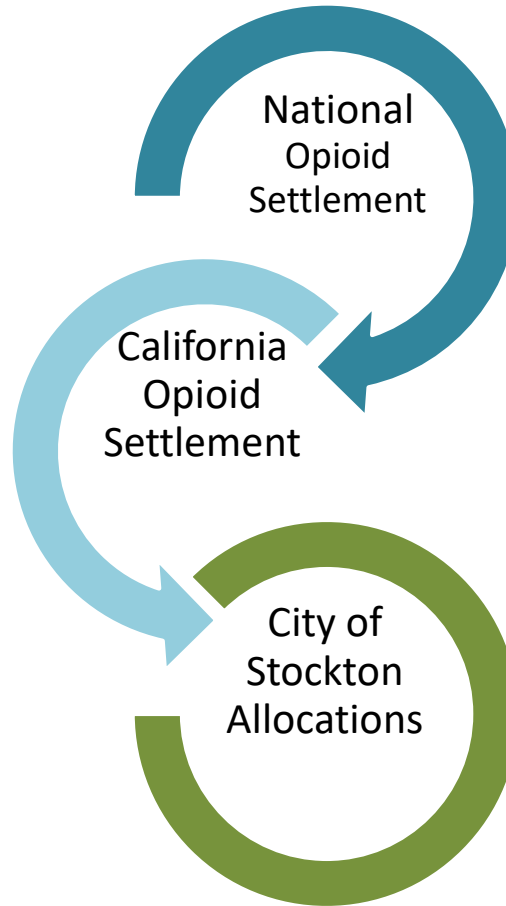 National
Opioid
Settlement
California
Opioid
Settlement
City of
Stockton
Allocations